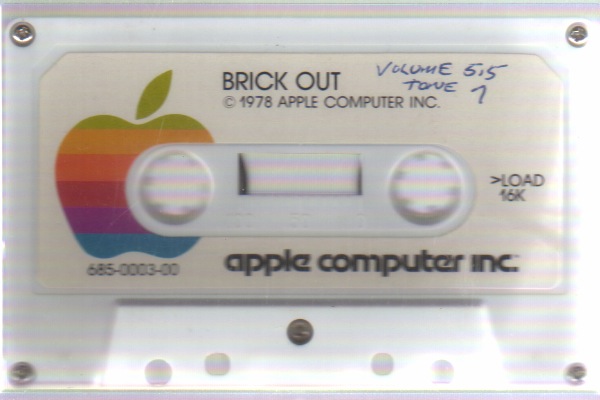 BRICK OUT
VOLUME 5.5
TONE 7
© 1978 APPLE COMPUTER INC.
>LOAD
16K
685-0003-00
apple computer inc.